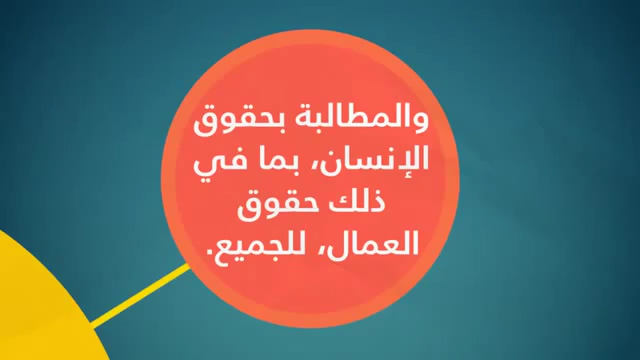 والمطالبة بحقوق
الإنسان، بما في
ذلك حقوق
العمال، للجميع.